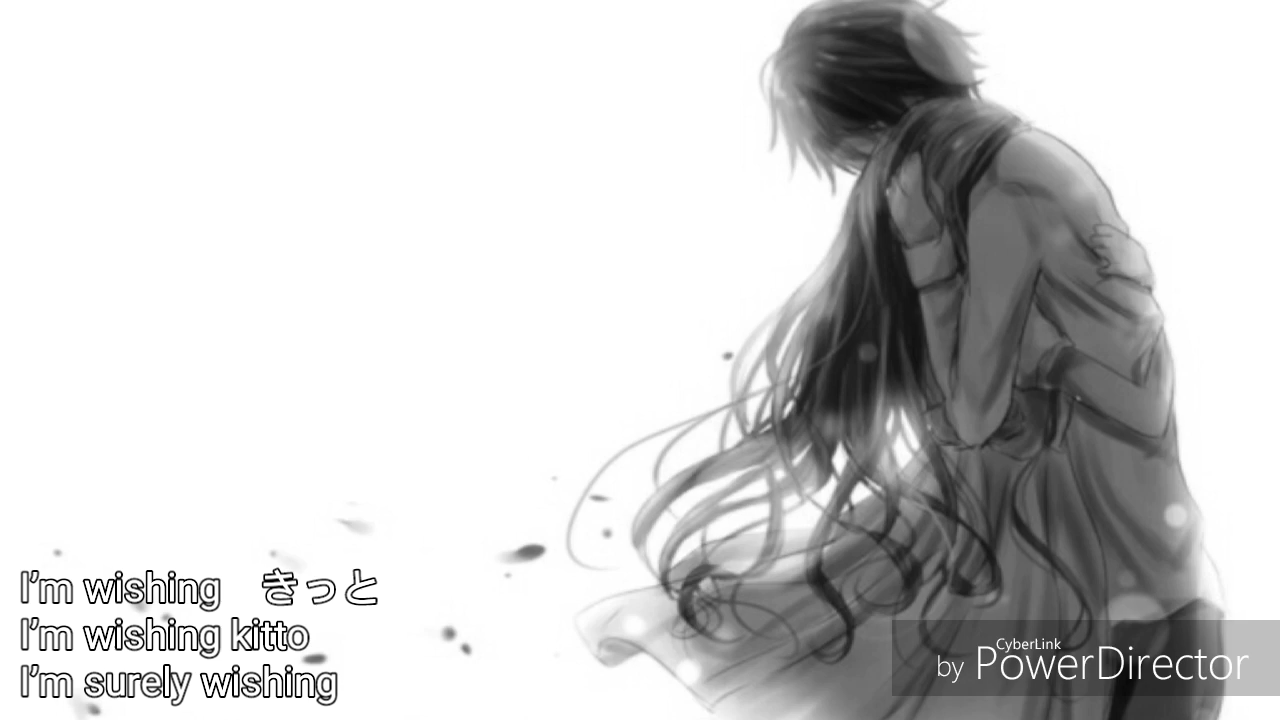 I'm wishing　きっと
I'm wishing kitto
I'm surely wishing
CyberLink
by PowerDirector